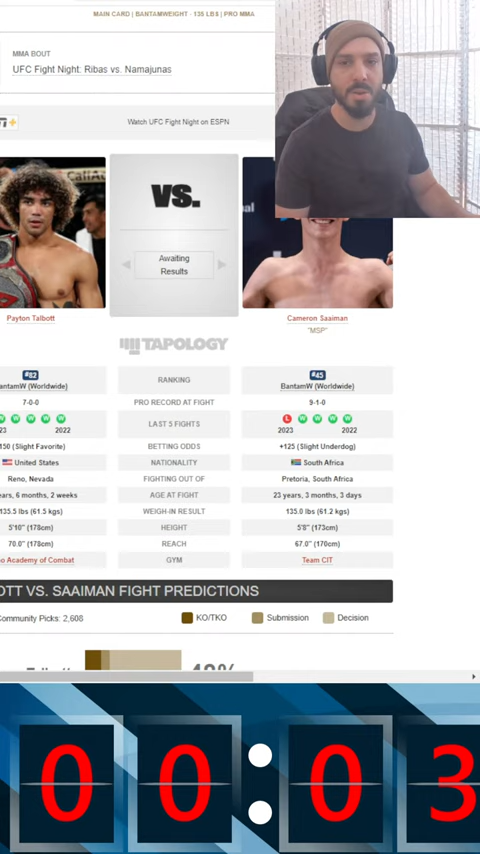 MAIN CARD | BANTAMWEIGHT · 135 LBS | PRO MMA
MMA BOUT
UFC Fight Night: Ribas vs. Namajunas
Watch UFC Fight Night on ESPN
VS.
Awaiting
Results
Payton Talbott
Cameron Saaiman
"MSP"
TAPOLOGY
#82
BantamW (Worldwide)
RANKING
#45
BantamW (Worldwide)
7-0-0
PRO RECORD AT FIGHT
9-1-0
W W W W
LAST 5 FIGHTS
L W W W W
23 2022
2023 2022
150 (Slight Favorite)
BETTING ODDS
+125 (Slight Underdog)
United States
NATIONALITY
South Africa
Reno, Nevada
FIGHTING OUT OF
Pretoria, South Africa
ears, 6 months, 2 weeks
AGE AT FIGHT
23 years, 3 months, 3 days
135.5 lbs (61.5 kgs)
WEIGH-IN RESULT
135.0 lbs (61.2 kgs)
5'10" (178cm)
HEIGHT
5'8" (173cm)
70.0" (178cm)
REACH
67.0" (170cm)
o Academy of Combat
GYM
Team CIT
OTT VS. SAAIMAN FIGHT PREDICTIONS
Community Picks: 2,608
KO/TKO
Submission
Decision
00:03